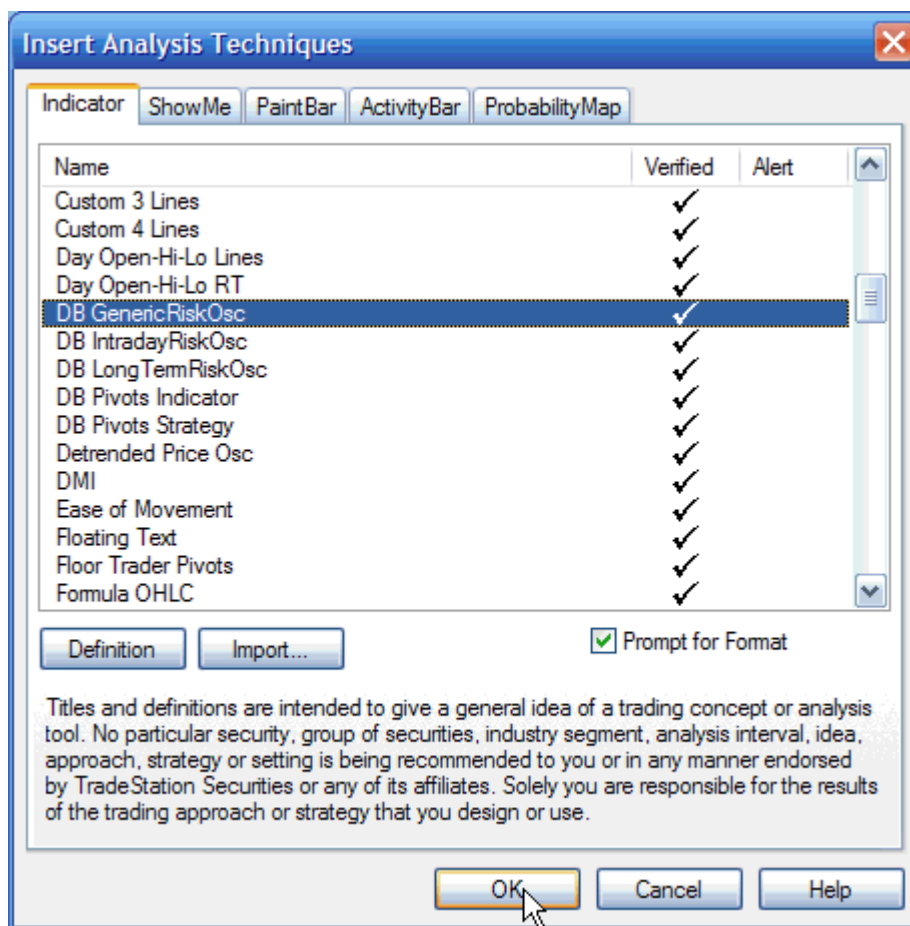 Insert Analysis Techniques
Indicator ShowMe PaintBar ActivityBar ProbabilityMap
Name Verified Alert
Custom 3 Lines
Custom 4 Lines
Day Open-Hi-Lo Lines
Day Open-Hi-Lo RT
DB GenericRiskOsc
DB IntradayRiskOsc
DB LongTermRiskOsc
DB Pivots Indicator
DB Pivots Strategy
Detrended Price Osc
DMI
Ease of Movement
Floating Text
Floor Trader Pivots
Formula OHLC
Definition Import... Prompt for Format
Titles and definitions are intended to give a general idea of a trading concept or analysis
tool. No particular security, group of securities, industry segment, analysis interval, idea,
approach, strategy or setting is being recommended to you or in any manner endorsed
by TradeStation Securities or any of its affiliates. Solely you are responsible for the results
of the trading approach or strategy that you design or use.
OK Cancel Help